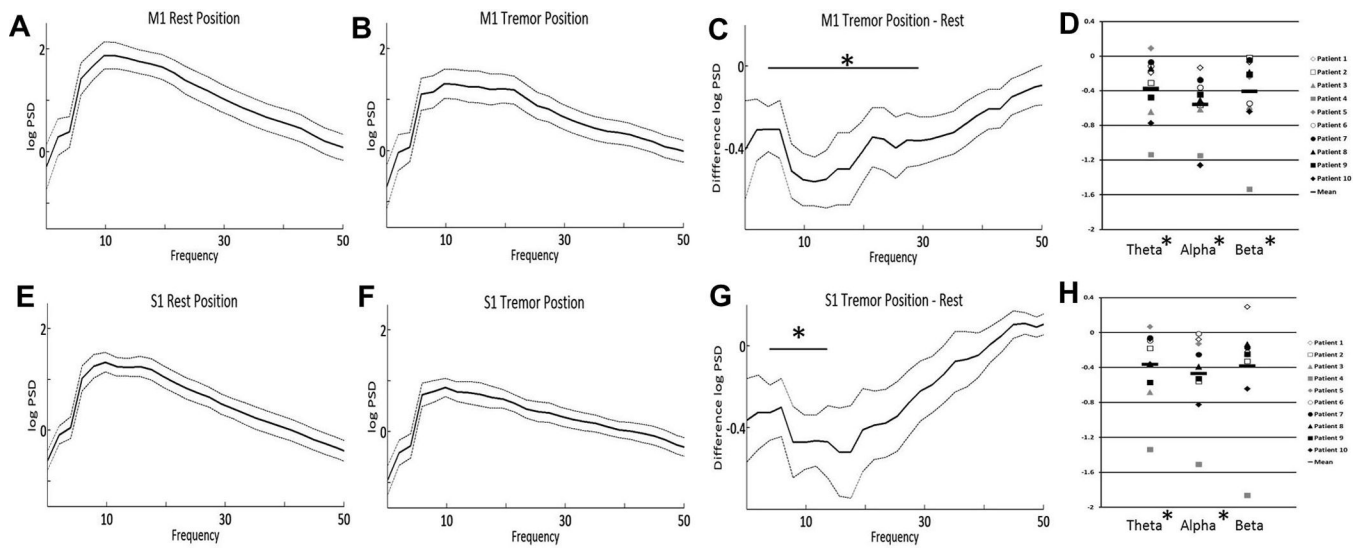 A
M1 Rest Position
2
0
log PSD
10
30
50
Frequency
B
M1 Tremor Position
2
0
log PSD
10
30
50
Frequency
C
M1 Tremor Position - Rest
*
0
-0.4
Difference log PSD
10
30
50
Frequency
D
0.4
0
-0.4
-0.8
-1.2
-1.6
-2
Theta* Alpha* Beta*
Patient 1
Patient 2
Patient 3
Patient 4
Patient 5
Patient 6
Patient 7
Patient 8
Patient 9
Patient 10
Mean
E
S1 Rest Position
2
0
log PSD
10
30
50
Frequency
F
S1 Tremor Postion
2
0
log PSD
10
30
50
Frequency
G
S1 Tremor Position - Rest
*
0
-0.4
Difference log PSD
10
30
50
Frequency
H
0.4
0
-0.4
-0.8
-1.2
-1.6
-2
Theta* Alpha* Beta
Patient 1
Patient 2
Patient 3
Patient 4
Patient 5
Patient 6
Patient 7
Patient 8
Patient 9
Patient 10
Mean